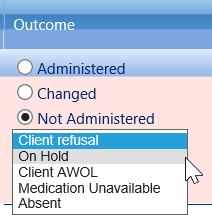 Outcome
Administered
Changed
Not Administered
Client refusal
On Hold
Client AWOL
Medication Unavailable
Absent